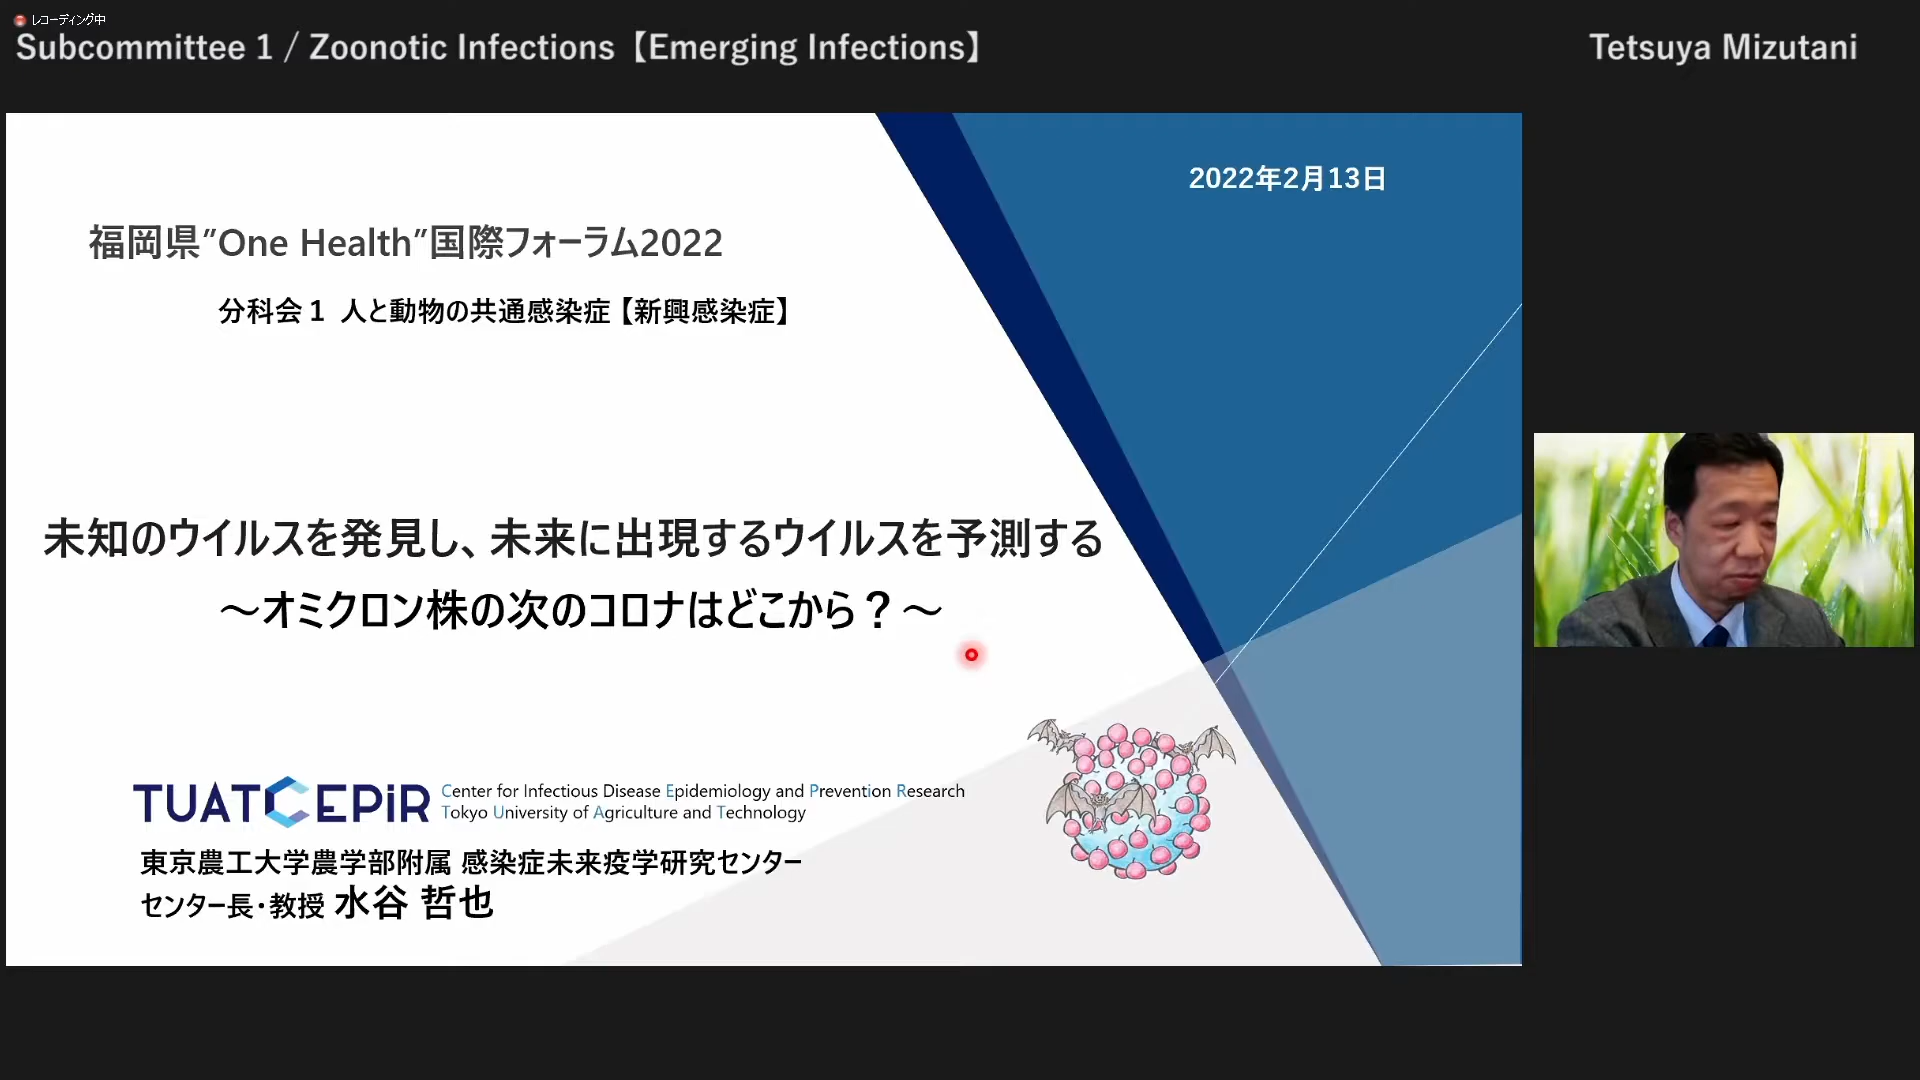 レコーディング中
Subcommittee 1 / Zoonotic Infections【Emerging Infections】
Tetsuya Mizutani
2022年2月13日
福岡県”One Health”国際フォーラム2022
分科会１ 人と動物の共通感染症【新興感染症】
未知のウイルスを発見し、未来に出現するウイルスを予測する
～オミクロン株の次のコロナはどこから？～
TUATCEPiR
Center for Infectious Disease Epidemiology and Prevention Research
Tokyo University of Agriculture and Technology
東京農工大学農学部附属 感染症未来疫学研究センター
センター長・教授 水谷 哲也